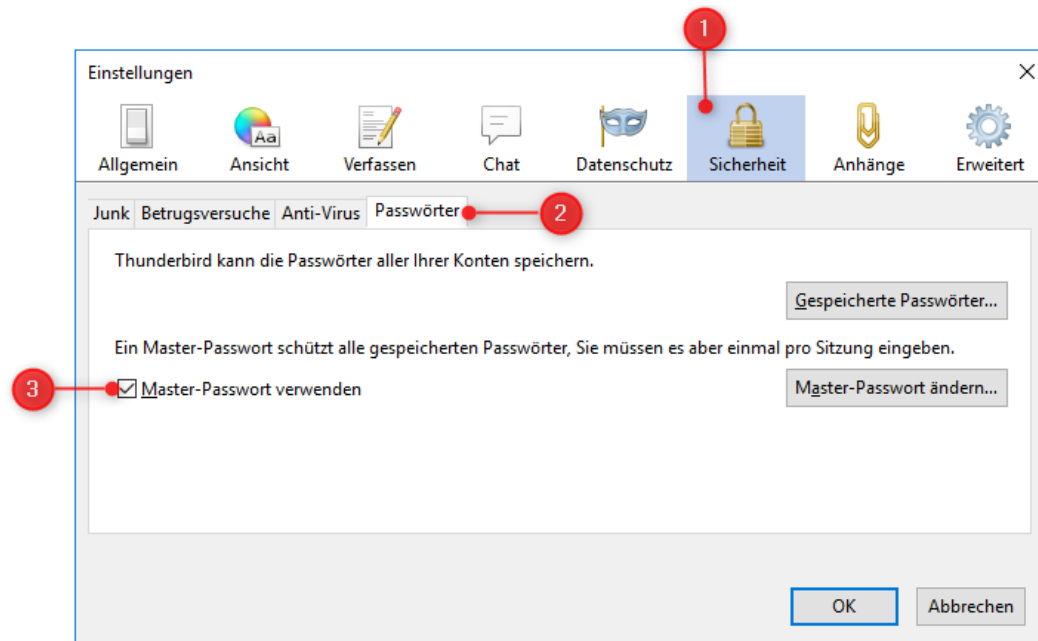 1
Einstellungen
Aa
Allgemein Ansicht Verfassen Chat Datenschutz Sicherheit Anhänge Erweitert
Junk Betrugsversuche Anti-Virus Passwörter 2
Thunderbird kann die Passwörter aller Ihrer Konten speichern.
Gespeicherte Passwörter...
Ein Master-Passwort schützt alle gespeicherten Passwörter, Sie müssen es aber einmal pro Sitzung eingeben.
3 Master-Passwort verwenden Master-Passwort ändern...
OK Abbrechen